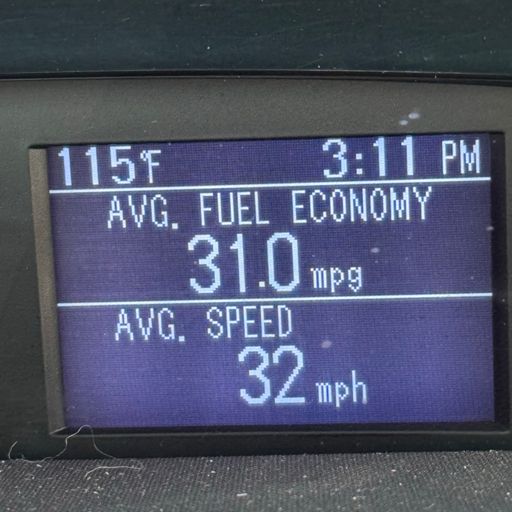 115°F 3:11 PM
AVG. FUEL ECONOMY
31.0 mpg
AVG. SPEED
32 mph